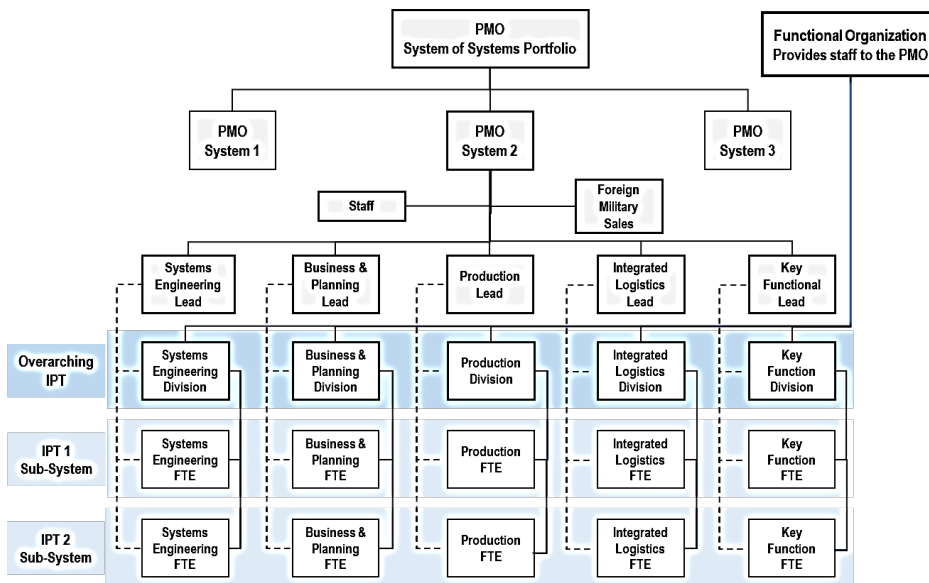 PMO
System of Systems Portfolio
Functional Organization
Provides staff to the PMO
PMO
System 1
PMO
System 2
PMO
System 3
Staff
Foreign
Military
Sales
Systems
Engineering
Lead
Business &
Planning
Lead
Production
Lead
Integrated
Logistics
Lead
Key
Functional
Lead
Overarching
IPT
Systems
Engineering
Division
Business &
Planning
Division
Production
Division
Integrated
Logistics
Division
Key
Function
Division
IPT 1
Sub-System
Systems
Engineering
FTE
Business &
Planning
FTE
Production
FTE
Integrated
Logistics
FTE
Key
Function
FTE
IPT 2
Sub-System
Systems
Engineering
FTE
Business &
Planning
FTE
Production
FTE
Integrated
Logistics
FTE
Key
Function
FTE